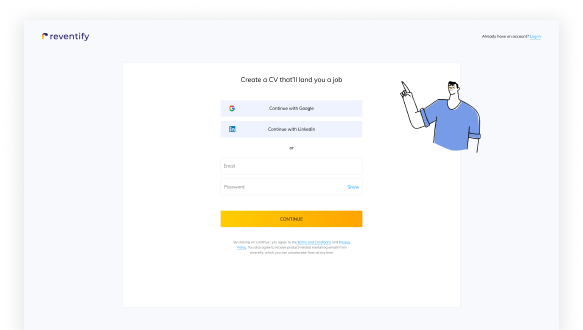 reventify
Already have an account? Log in
Create a CV that'll land you a job
Continue with Google
in Continue with LinkedIn
or
Email
Password Show
CONTINUE
By clicking on continue, you agree to my Terms and Conditions and Privacy
Policy. You also agree to receive product-related marketing emails from
reventify, which you can unsubscribe from at any time.